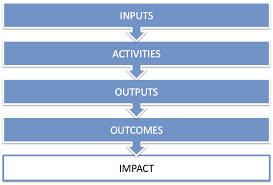 INPUTS
ACTIVITIES
OUTPUTS
OUTCOMES
IMPACT